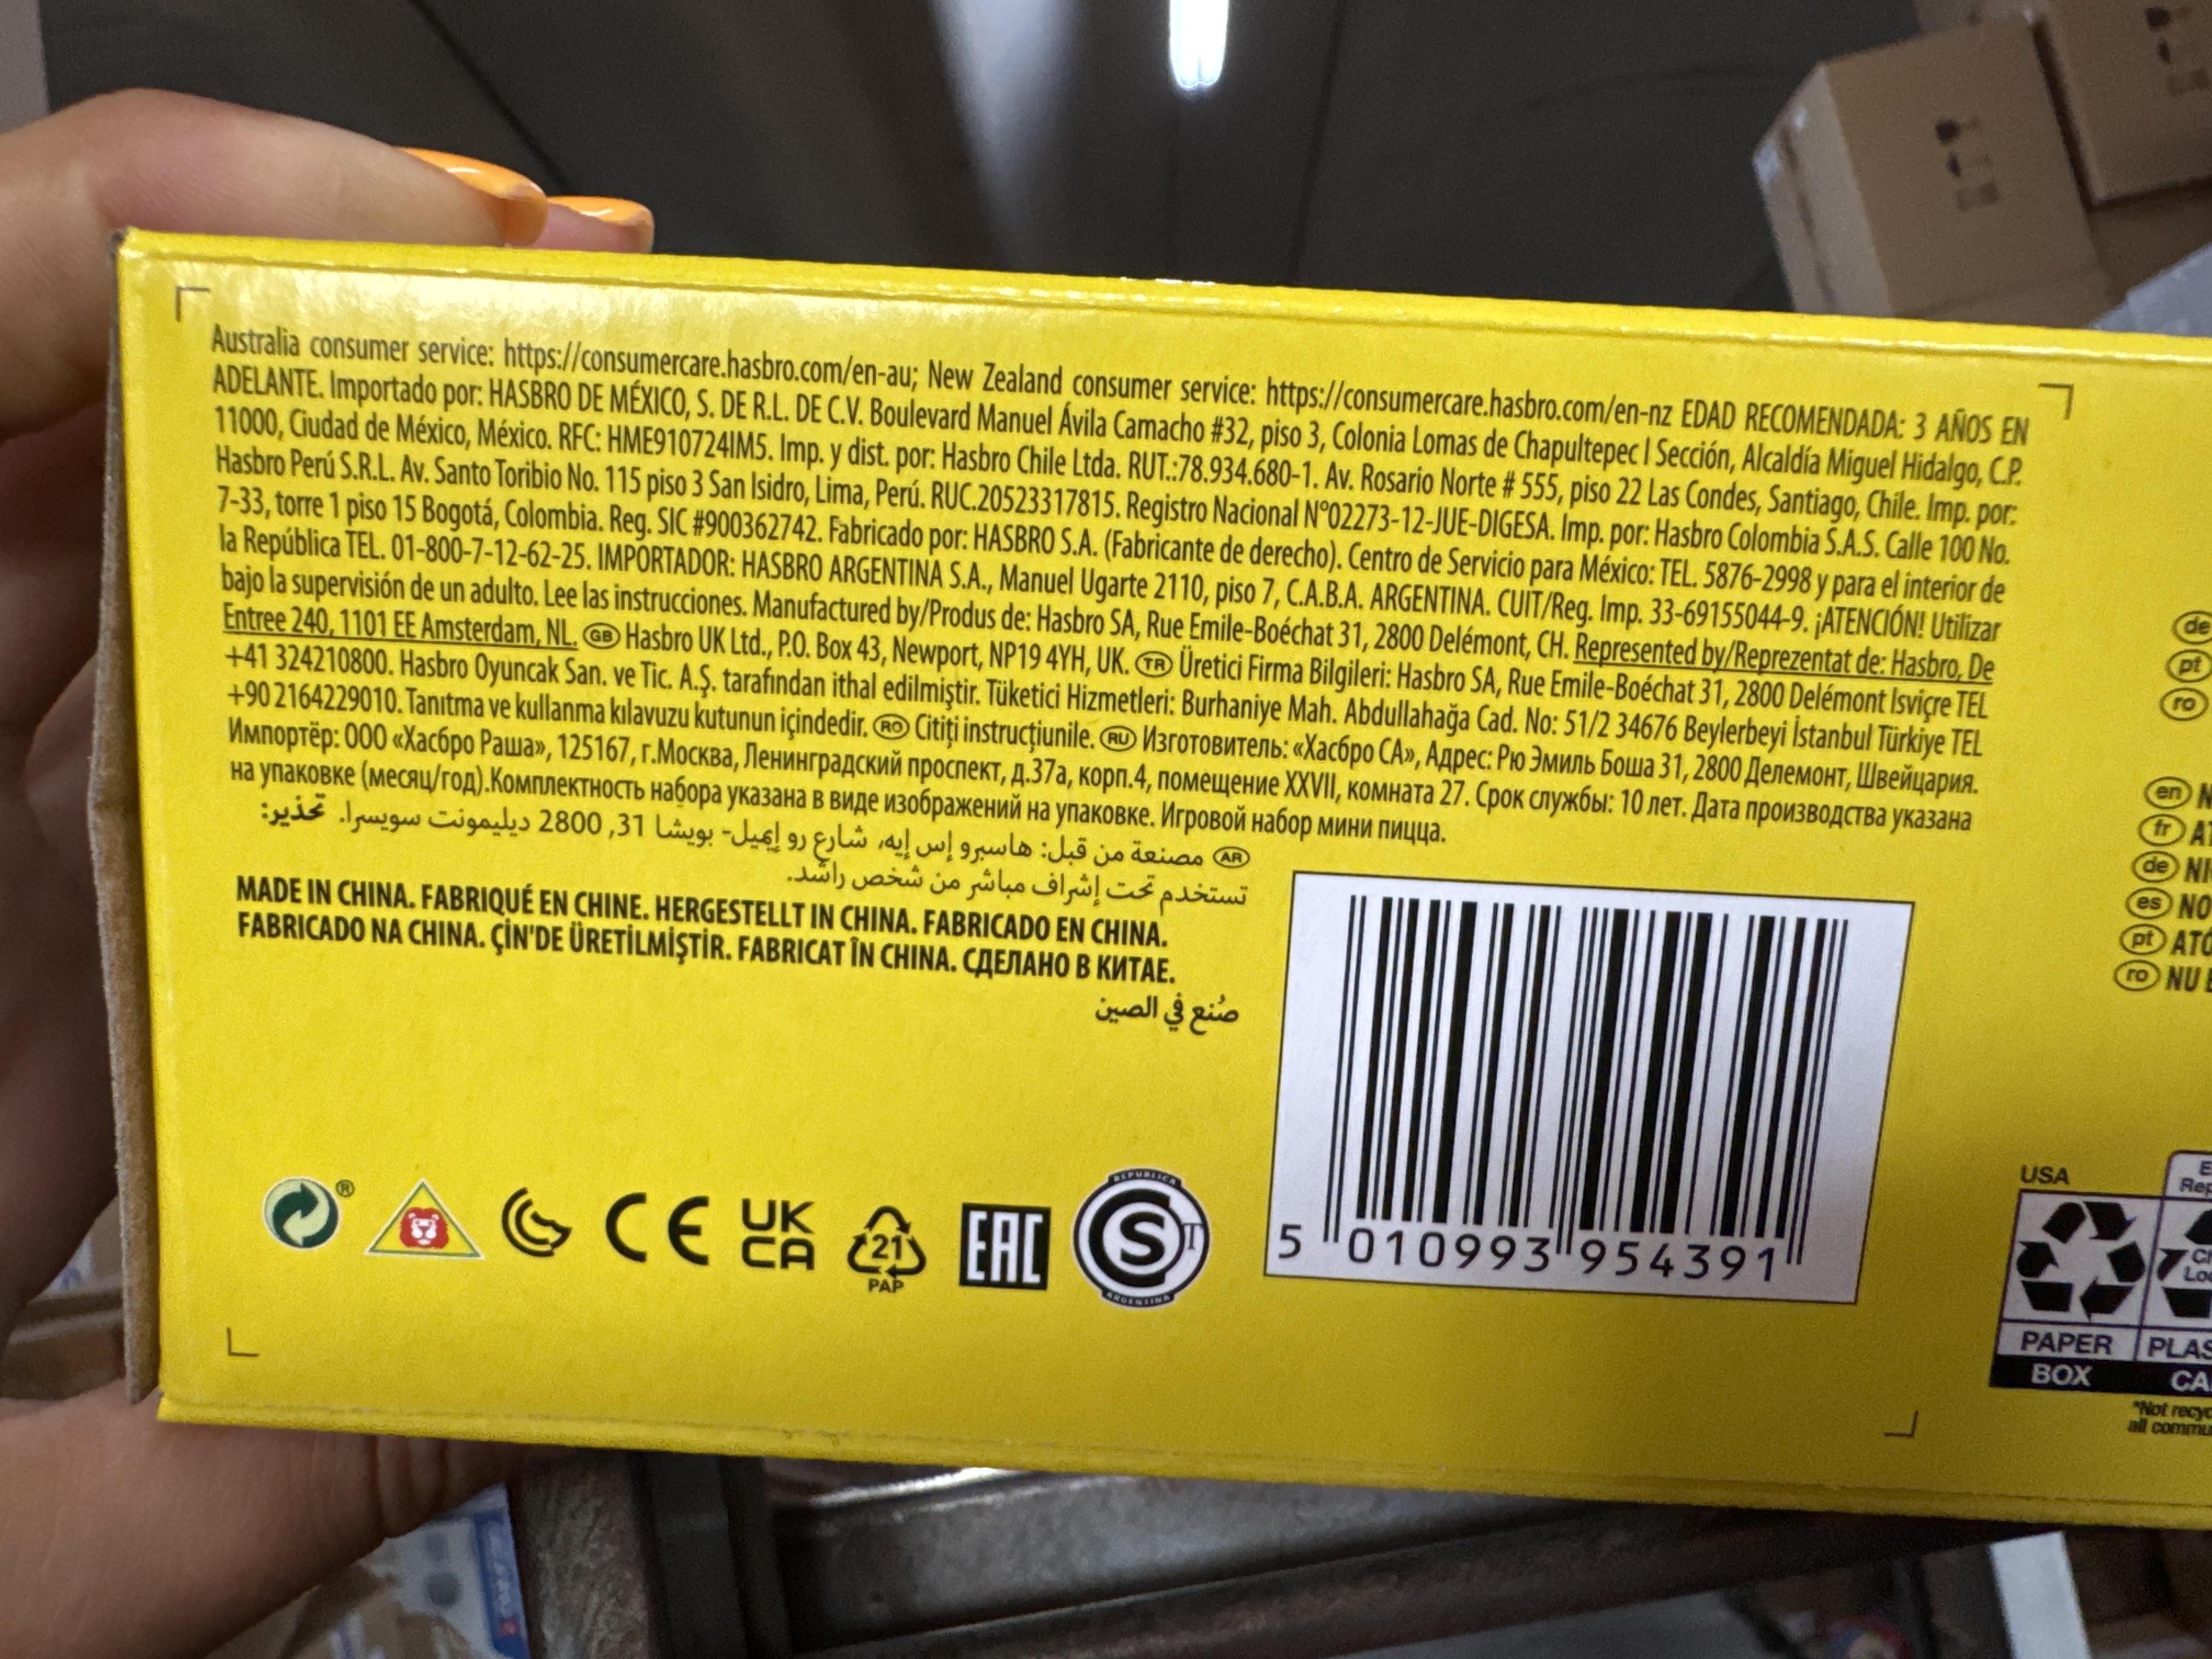 Australia consumer service: https://consumercare.hasbro.com/en-au; New Zealand consumer service: https://consumercare.hasbro.com/en-nz EDAD RECOMENDADA: 3 AÑOS EN
ADELANTE. Importado por: HASBRO DE MÉXICO, S. DE R.L. DE C.V. Boulevard Manuel Ávila Camacho #32, piso 3, Colonia Lomas de Chapultepec I Sección, Alcaldía Miguel Hidalgo, C.P.
11000, Ciudad de México, México. RFC: HME910724IM5. Imp. y dist. por: Hasbro Chile Ltda. RUT.:78.934.680-1. Av. Rosario Norte # 555, piso 22 Las Condes, Santiago, Chile. Imp. por:
Hasbro Perú S.R.L. Av. Santo Toribio No. 115 piso 3 San Isidro, Lima, Perú. RUC.20523317815. Registro Nacional N°02273-12-JUE-DIGESA. Imp. por: Hasbro Colombia S.A.S. Calle 100 No.
7-33, torre 1 piso 15 Bogotá, Colombia. Reg. SIC #900362742. Fabricado por: HASBRO S.A. (Fabricante de derecho). Centro de Servicio para México: TEL. 5876-2998 y para el interior de
la República TEL. 01-800-7-12-62-25. IMPORTADOR: HASBRO ARGENTINA S.A., Manuel Ugarte 2110, piso 7, C.A.B.A. ARGENTINA. CUIT/Reg. Imp. 33-69155044-9. ¡ATENCIÓN! Utilizar
bajo la supervisión de un adulto. Lee las instrucciones. Manufactured by/Produs de: Hasbro SA, Rue Emile-Boéchat 31, 2800 Delémont, CH. Represented by/Reprezentat de: Hasbro, De
Entree 240, 1101 EE Amsterdam, NL. GB Hasbro UK Ltd., P.O. Box 43, Newport, NP19 4YH, UK. TR Üretici Firma Bilgileri: Hasbro SA, Rue Emile-Boéchat 31, 2800 Delémont Isviçre TEL
+41 324210800. Hasbro Oyuncak San. ve Tic. A.Ş. tarafından ithal edilmiştir. Tüketici Hizmetleri: Burhaniye Mah. Abdullahağa Cad. No: 51/2 34676 Beylerbeyi İstanbul Türkiye TEL
+90 2164229010. Tanıtma ve kullanma kılavuzu kutunun içindedir. RO Citiți instrucțiunile. RU Изготовитель: «Хасбро СА», Адрес: Рю Эмиль Боша 31, 2800 Делемонт, Швейцария.
Импортёр: ООО «Хасбро Раша», 125167, г.Москва, Ленинградский проспект, д.37а, корп.4, помещение XXVII, комната 27. Срок службы: 10 лет. Дата производства указана
на упаковке (месяц/год).Комплектность набора указана в виде изображений на упаковке. Игровой набор мини пицца.
AR مصنعة من قبل: هاسبرو إس إيه، شارع رو إيميل- بويشا 31, 2800 ديليمونت سويسرا. تحذير:
تستخدم تحت إشراف مباشر من شخص راشد.
MADE IN CHINA. FABRIQUÉ EN CHINE. HERGESTELLT IN CHINA. FABRICADO EN CHINA.
FABRICADO NA CHINA. ÇİN'DE ÜRETİLMİŞTİR. FABRICAT ÎN CHINA. СДЕЛАНО В КИТАЕ.
صُنع في الصين
CE
UK
CA
21
PAP
EAC
REPUBLICA
S
T
ARGENTINA
5 010993 954391
de
pt
ro
en
fr
de
es NO
pt
ro NU
USA
PAPER
BOX
*Not
all